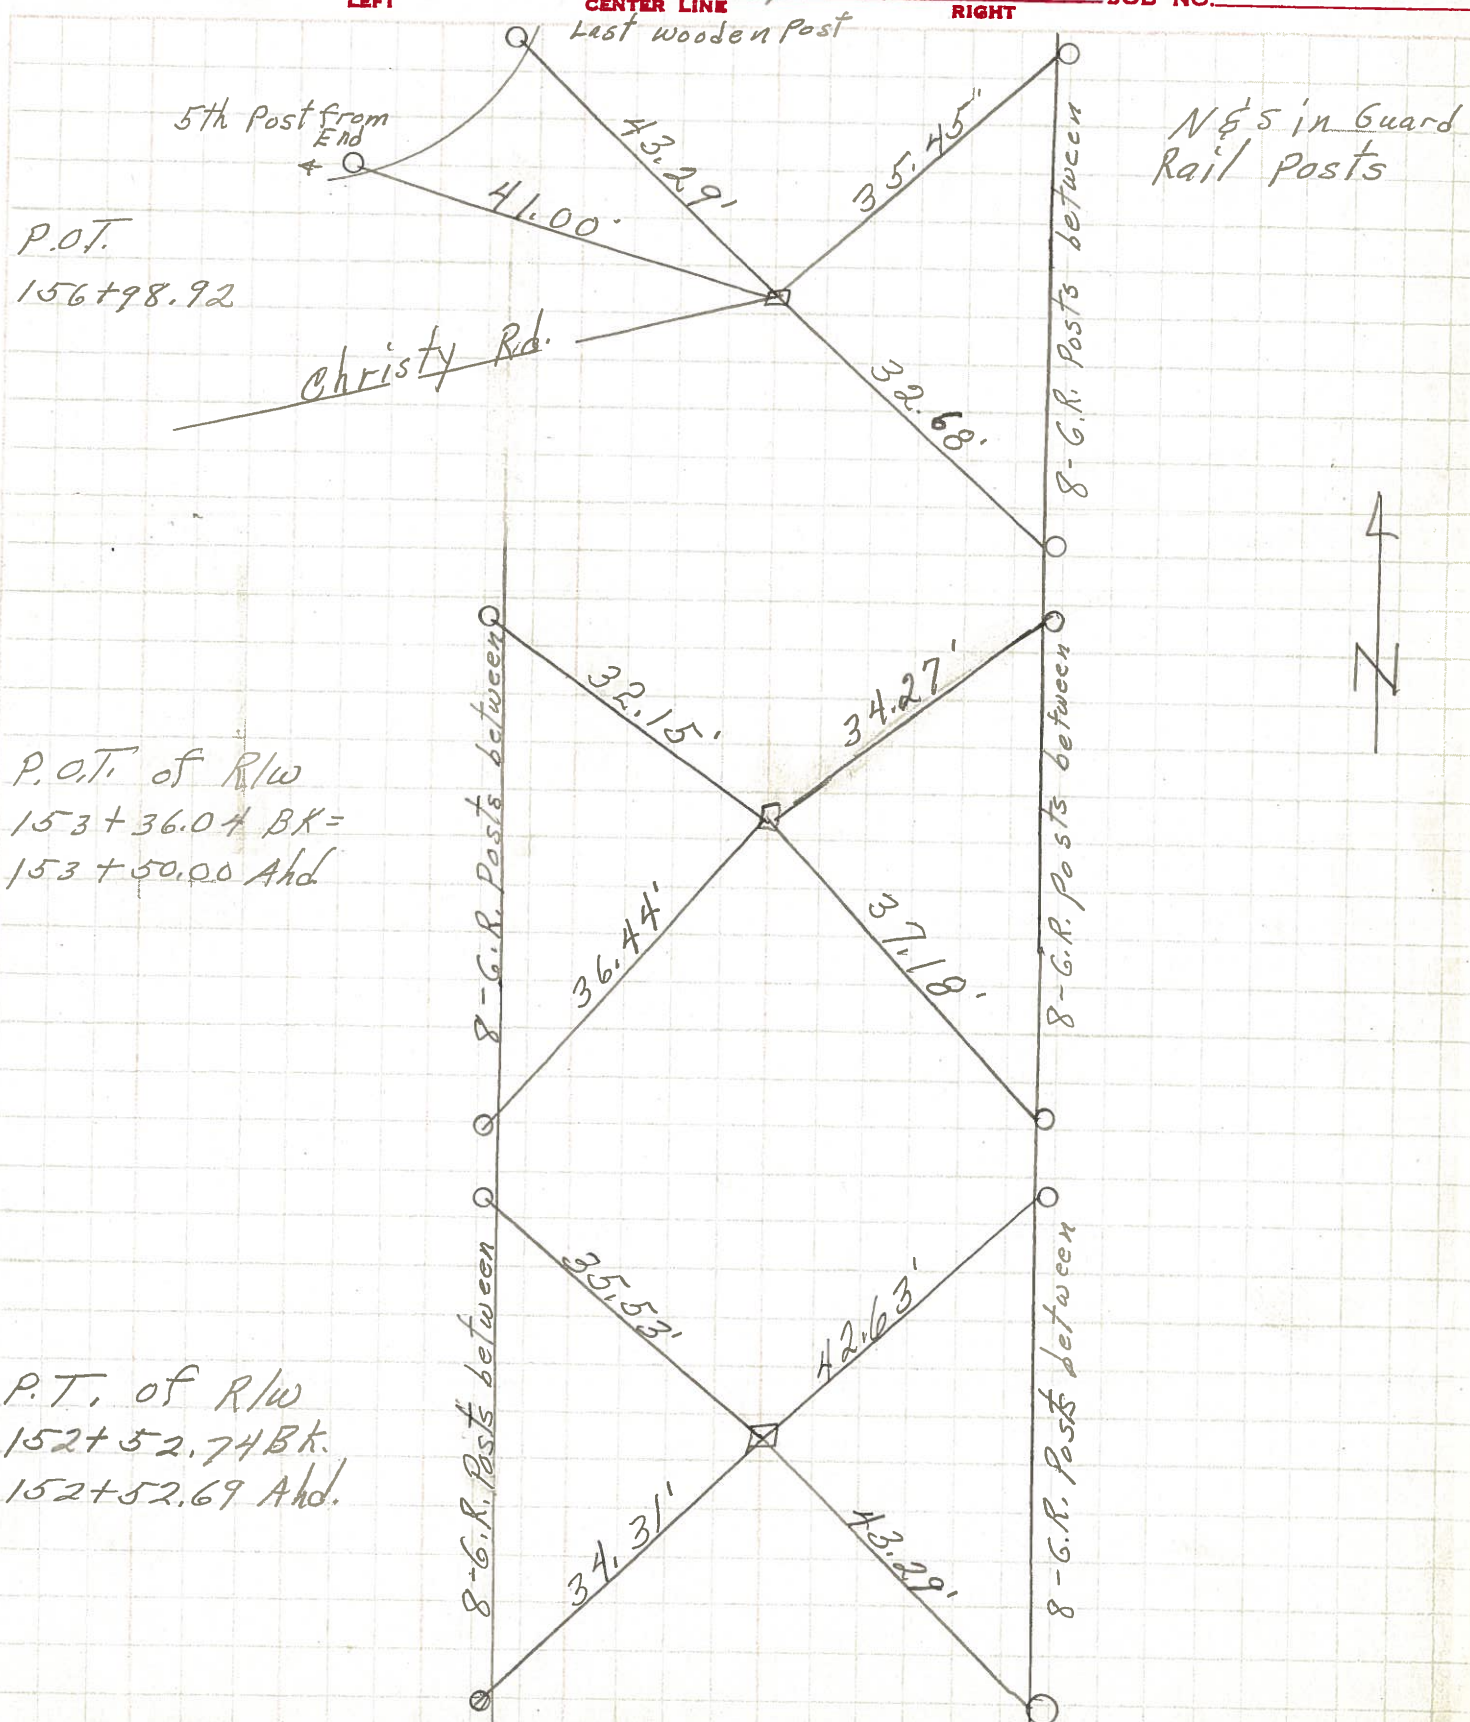 LEFT
CENTER LINE
RIGHT
JOB NO.
Last wooden Post
5th Post from
End
43.29'
35.45'
N & S in Guard
Rail Posts
41.00'
P.O.T.
156+98.92
Christy Rd.
32.68'
8-G.R. Posts between
N
32.15'
34.27'
8-G.R. Posts between
8-G.R. Posts between
P.O.T. of R/W
153+36.04 BK=
153+50.00 Ahd
36.44'
37.18'
35.53'
42.63'
8-G.R. Posts between
8-G.R. Posts between
P.T. of R/W
152+52.74 Bk.
152+52.69 Ahd.
34.31'
43.29'